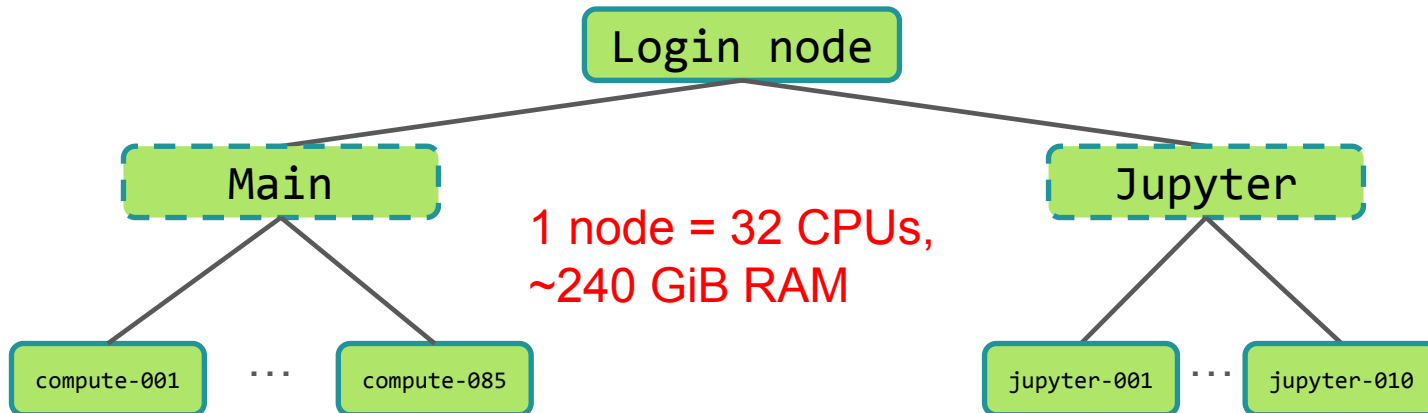 Login node
Main
Jupyter
1 node = 32 CPUs,
~240 GiB RAM
compute-001 ... compute-085
jupyter-001 ... jupyter-010